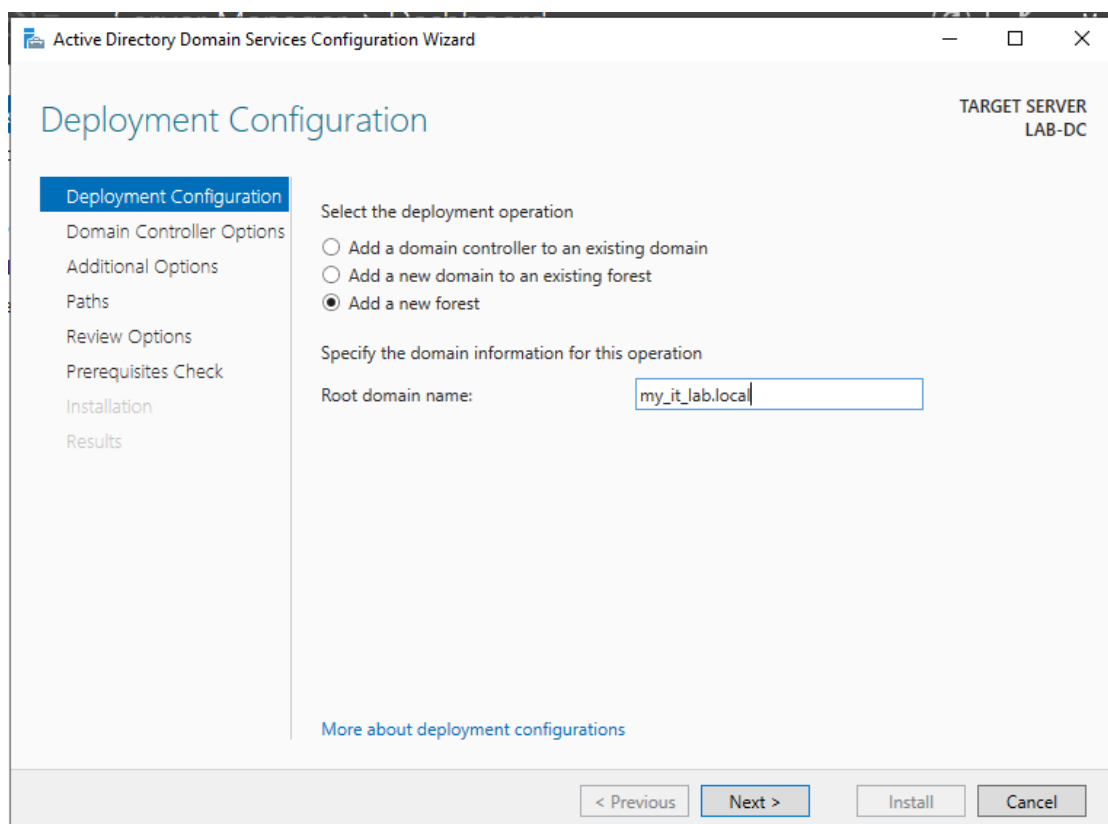 Active Directory Domain Services Configuration Wizard
Deployment Configuration
TARGET SERVER
LAB-DC
Deployment Configuration
Domain Controller Options
Additional Options
Paths
Review Options
Prerequisites Check
Installation
Results
Select the deployment operation
Add a domain controller to an existing domain
Add a new domain to an existing forest
Add a new forest
Specify the domain information for this operation
Root domain name: my_it_lab.local
More about deployment configurations
< Previous Next > Install Cancel